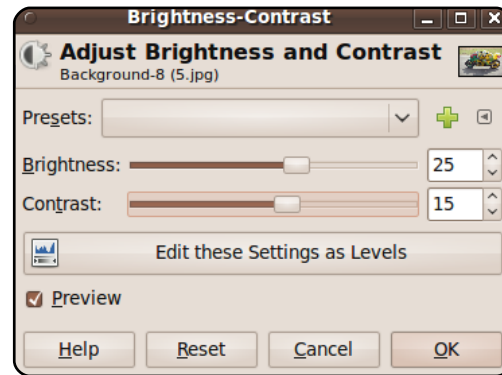 Brightness-Contrast
Adjust Brightness and Contrast
Background-8 (5.jpg)
Presets:
Brightness: 25
Contrast: 15
Edit these Settings as Levels
Preview
Help Reset Cancel OK